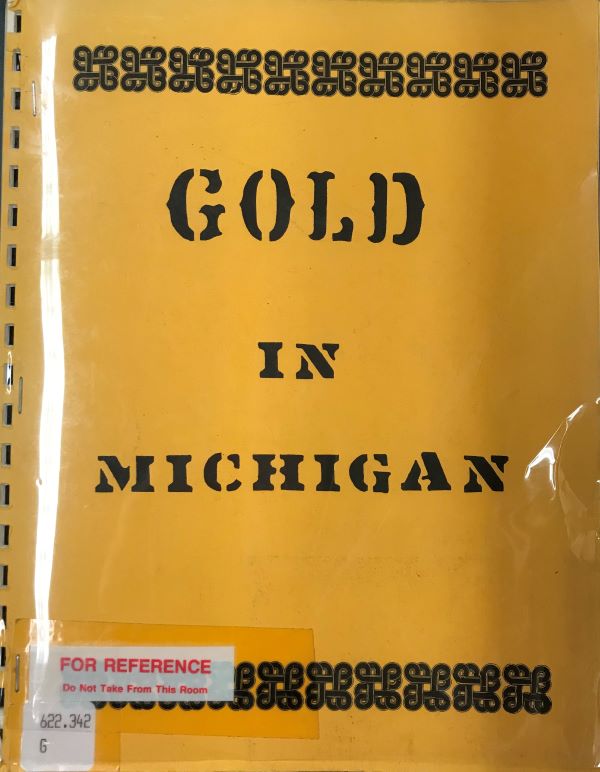 GOLD
IN
MICHIGAN
FOR REFERENCE
Do Not Take From This Room
622.342
G